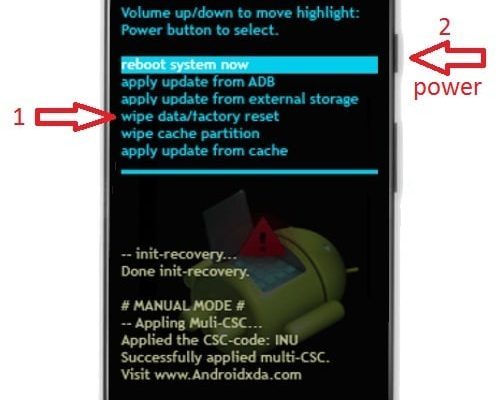 Volume up/down to move highlight:
Power button to select.
2
reboot system now
apply update from ADB
power
apply update from external storage
1
wipe data/factory reset
wipe cache partition
apply update from cache
-- init-recovery...
Done init-recovery.
# MANUAL MODE #
-- Appling Muli-CSC...
Applied the CSC-code: INU
Successfully applied multi-CSC.
Visit www.Androidxda.com